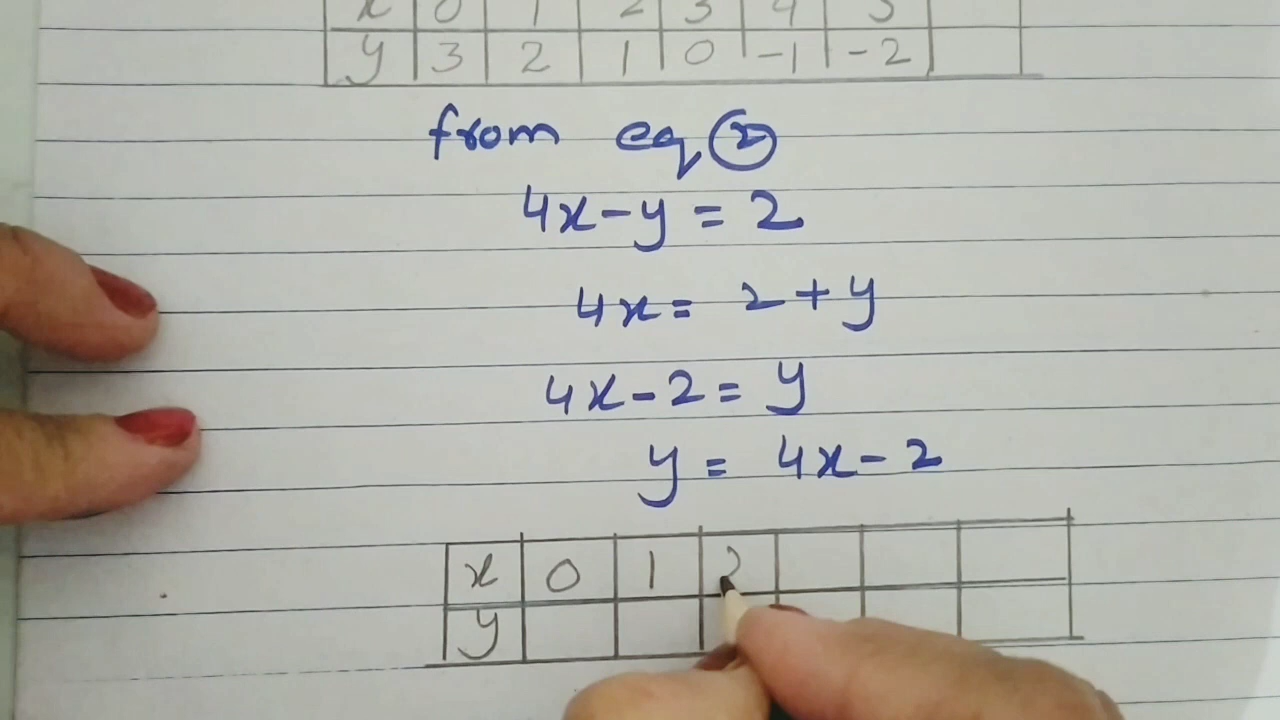 x 0 1 2 3 4 5
y 3 2 1 0 -1 -2
from eq ②
4x-y = 2
4x = 2+y
4x-2 = y
y = 4x-2
x 0 1 2
y